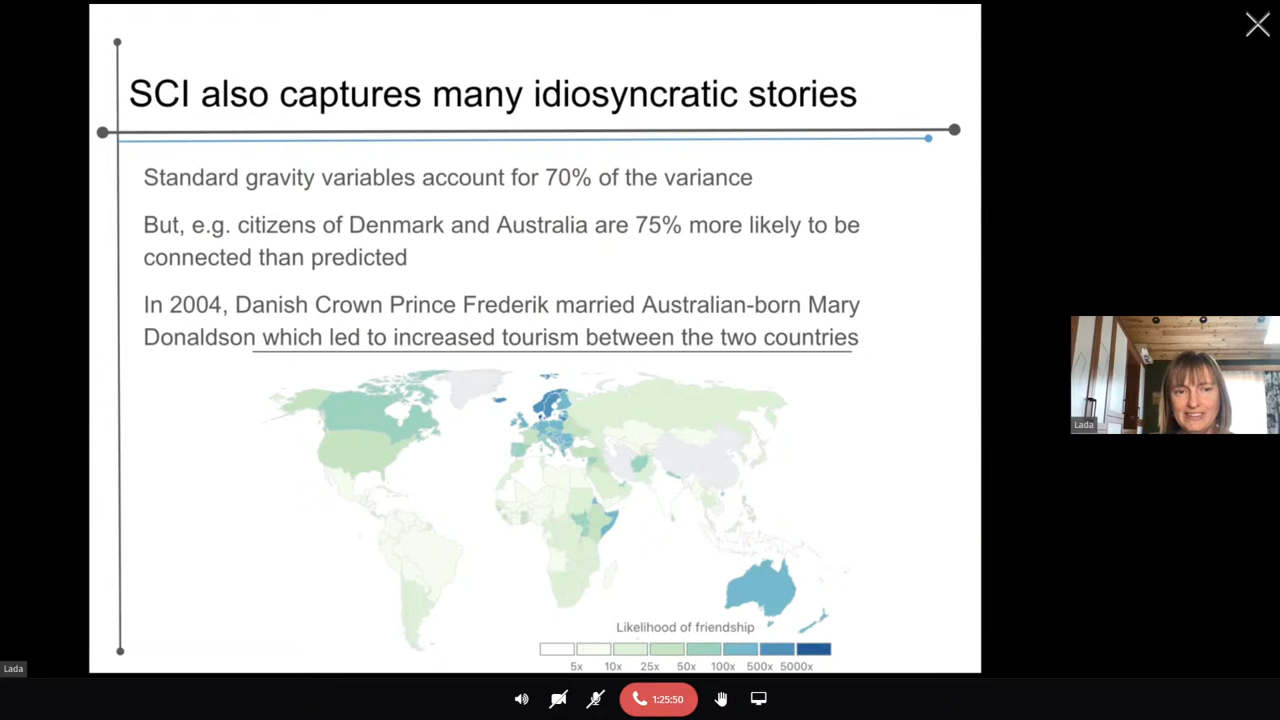 SCI also captures many idiosyncratic stories
Standard gravity variables account for 70% of the variance
But, e.g. citizens of Denmark and Australia are 75% more likely to be
connected than predicted
In 2004, Danish Crown Prince Frederik married Australian-born Mary
Donaldson which led to increased tourism between the two countries
Likelihood of friendship
5x 10x 25x 50x 100x 500x 5000x
Lada
Lada
1:25:50